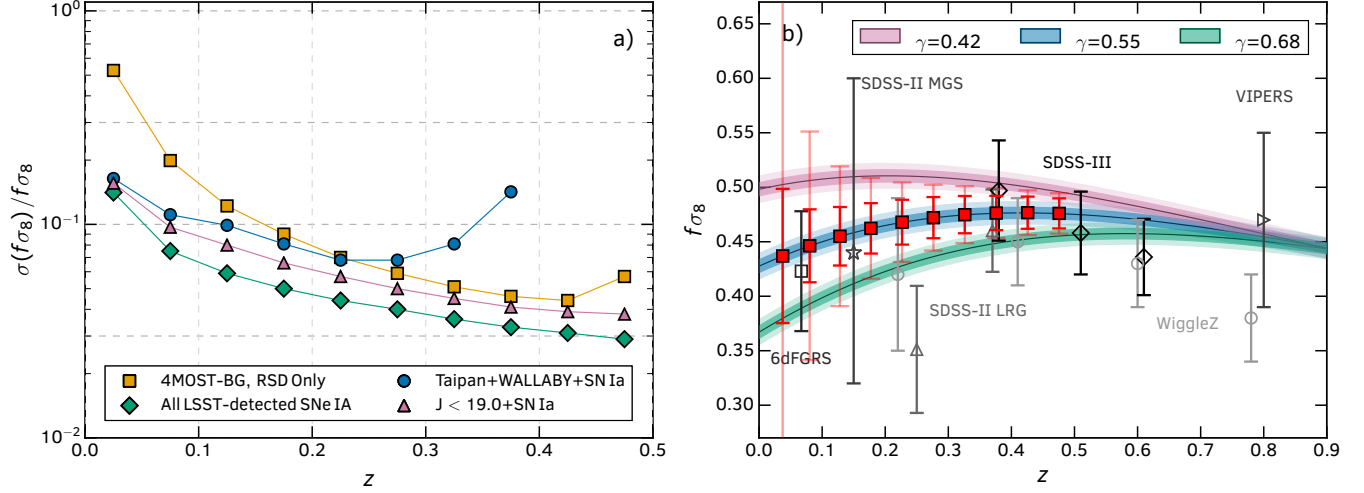 a)
10⁰
10⁻¹
10⁻²
σ(fσ₈)/fσ₈
4MOST-BG, RSD Only
All LSST-detected SNe IA
Taipan+WALLABY+SN Ia
J < 19.0+SN Ia
0.0 0.1 0.2 0.3 0.4 0.5
z
b)
γ=0.42 γ=0.55 γ=0.68
0.65
0.60
0.55
0.50
0.45
0.40
0.35
0.30
fσ₈
SDSS-II MGS
VIPERS
SDSS-III
SDSS-II LRG
WiggleZ
6dFGRS
0.0 0.1 0.2 0.3 0.4 0.5 0.6 0.7 0.8 0.9
z